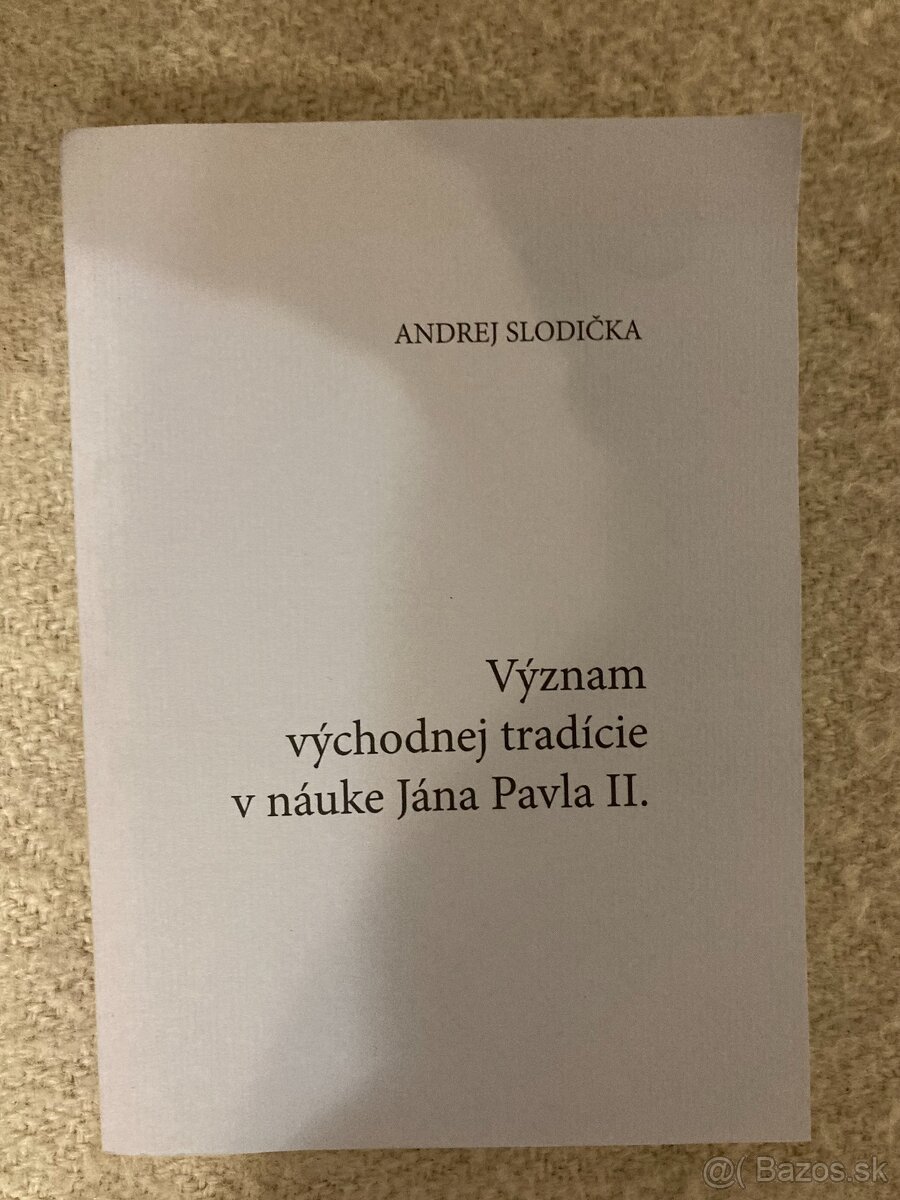 ANDREJ SLODIČKA
Význam
východnej tradície
v náuke Jána Pavla II.
@( Bazos.sk